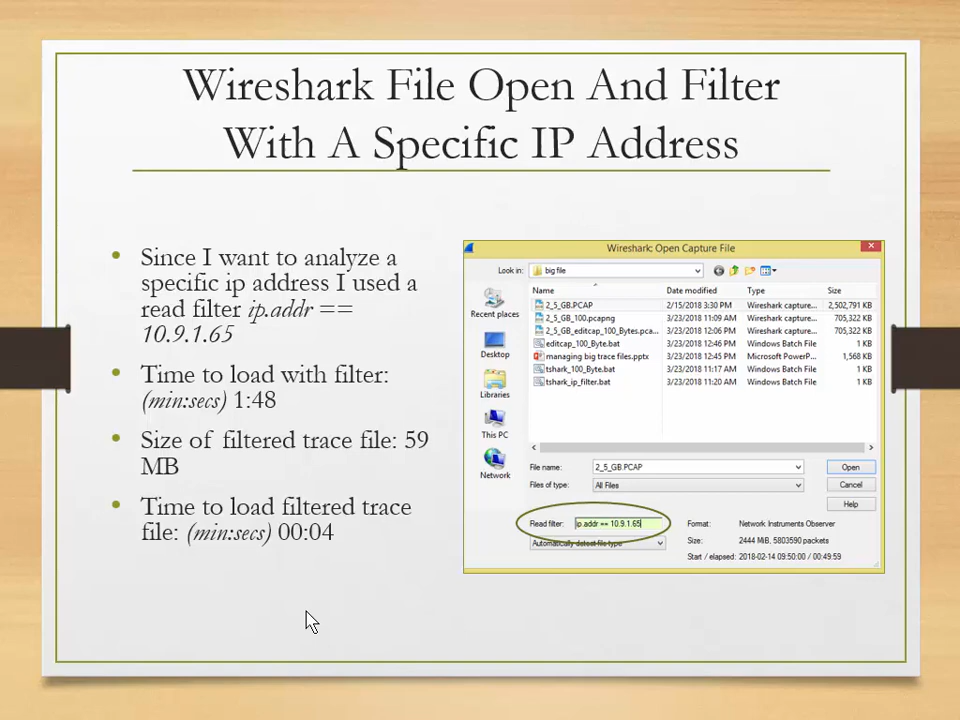 Wireshark File Open And Filter
With A Specific IP Address
• Since I want to analyze a
specific ip address I used a
read filter ip.addr ==
10.9.1.65
• Time to load with filter:
(min:secs) 1:48
• Size of filtered trace file: 59
MB
• Time to load filtered trace
file: (min:secs) 00:04
Wireshark: Open Capture File
Look in: big file
Name Date modified Type Size
2_5_GB.PCAP 2/15/2018 3:30 PM Wireshark capture... 2,502,791 KB
2_5_GB_100.pcapng 3/23/2018 11:09 AM Wireshark capture... 705,322 KB
2_5_GB_editcap_100_Bytes.pca... 3/23/2018 12:06 PM Wireshark capture... 705,322 KB
editcap_100_Byte.bat 3/23/2018 12:46 PM Windows Batch File 1 KB
managing big trace files.pptx 3/23/2018 12:45 PM Microsoft PowerP... 1,568 KB
tshark_100_Byte.bat 3/23/2018 11:17 AM Windows Batch File 1 KB
tshark_ip_filter.bat 3/23/2018 11:20 AM Windows Batch File 1 KB
Recent places
Desktop
Libraries
This PC
Network
File name: 2_5_GB.PCAP Open
Files of type: All Files Cancel
Help
Read filter: ip.addr == 10.9.1.65
Automatically detect file type
Format: Network Instruments Observer
Size: 2444 MiB, 5803590 packets
Start / elapsed: 2018-02-14 09:50:00 / 00:49:59